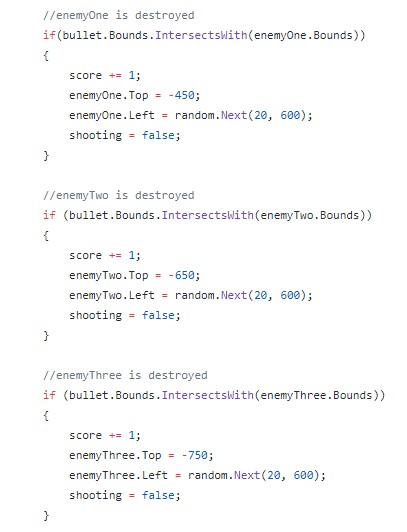 //enemyOne is destroyed
if(bullet.Bounds.IntersectsWith(enemyOne.Bounds))
{
    score += 1;
    enemyOne.Top = -450;
    enemyOne.Left = random.Next(20, 600);
    shooting = false;
}

//enemyTwo is destroyed
if (bullet.Bounds.IntersectsWith(enemyTwo.Bounds))
{
    score += 1;
    enemyTwo.Top = -650;
    enemyTwo.Left = random.Next(20, 600);
    shooting = false;
}

//enemyThree is destroyed
if (bullet.Bounds.IntersectsWith(enemyThree.Bounds))
{
    score += 1;
    enemyThree.Top = -750;
    enemyThree.Left = random.Next(20, 600);
    shooting = false;
}